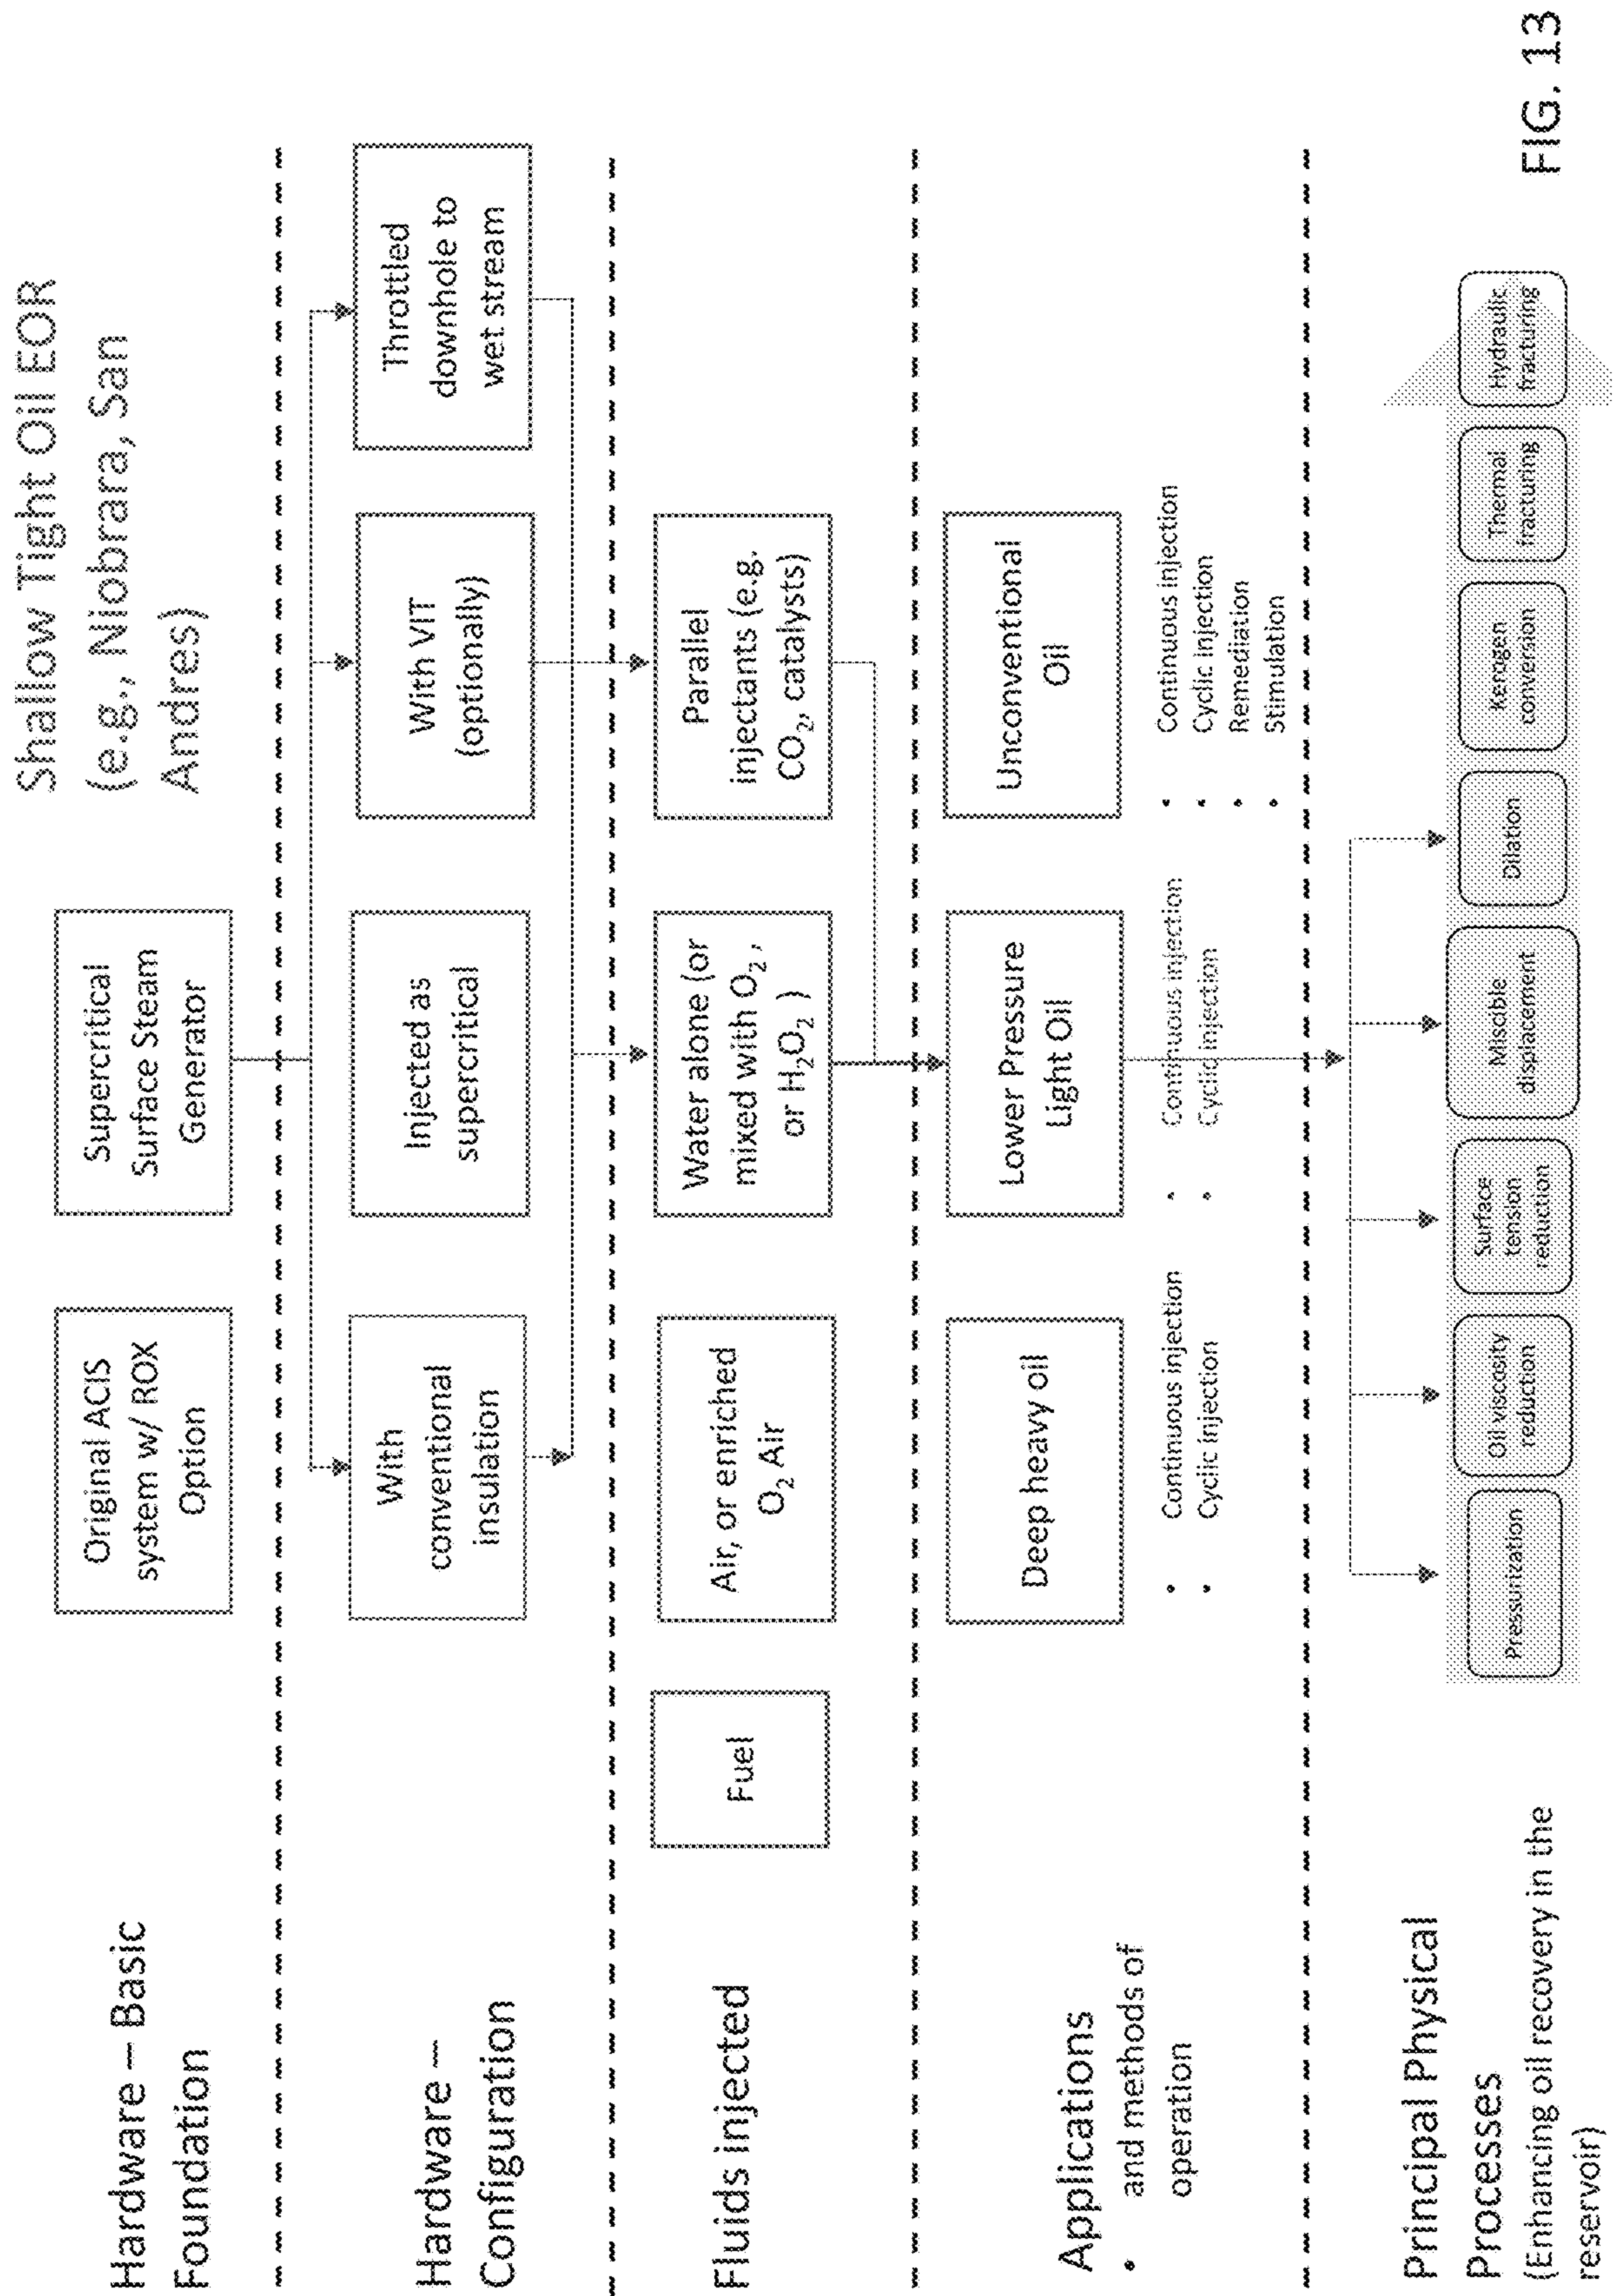 Shallow Tight Oil EOR
(e.g., Niobrara, San
Andres)
Hardware – Basic
Foundation
Original ACIS
system w/ ROX
Option
Supercritical
Surface Steam
Generator
Hardware –
Configuration
With
conventional
insulation
Injected as
supercritical
With VIT
(optionally)
Throttled
downhole to
wet stream
Fluids injected
Fuel
Air, or enriched
O₂ Air
Water alone (or
mixed with O₂,
or H₂O₂ )
Parallel
injectants (e.g.
CO₂, catalysts)
Applications
• and methods of
operation
Deep heavy oil
• Continuous injection
• Cyclic injection
Lower Pressure
Light Oil
• Continuous injection
• Cyclic injection
Unconventional
Oil
• Continuous injection
• Cyclic injection
• Remediation
• Stimulation
Principal Physical
Processes
(Enhancing oil recovery in the
reservoir)
Pressurization
Oil viscosity
reduction
Surface
tension
reduction
Miscible
displacement
Dilation
Kerogen
conversion
Thermal
fracturing
Hydraulic
fracturing
FIG. 13